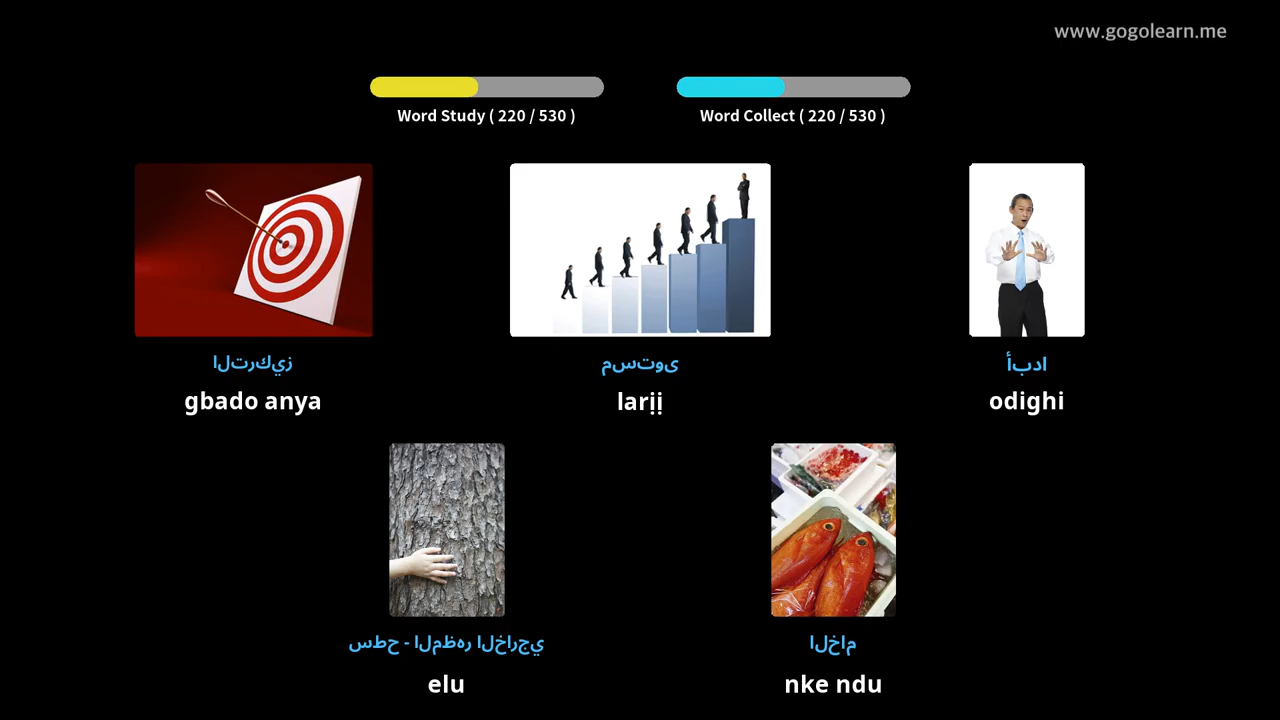 www.gogolearn.me
Word Study ( 220 / 530 )
Word Collect ( 220 / 530 )
التركيز
مستوى
أبدا
gbado anya
larịị
odighi
سطح - المظهر الخارجي
الخام
elu
nke ndu